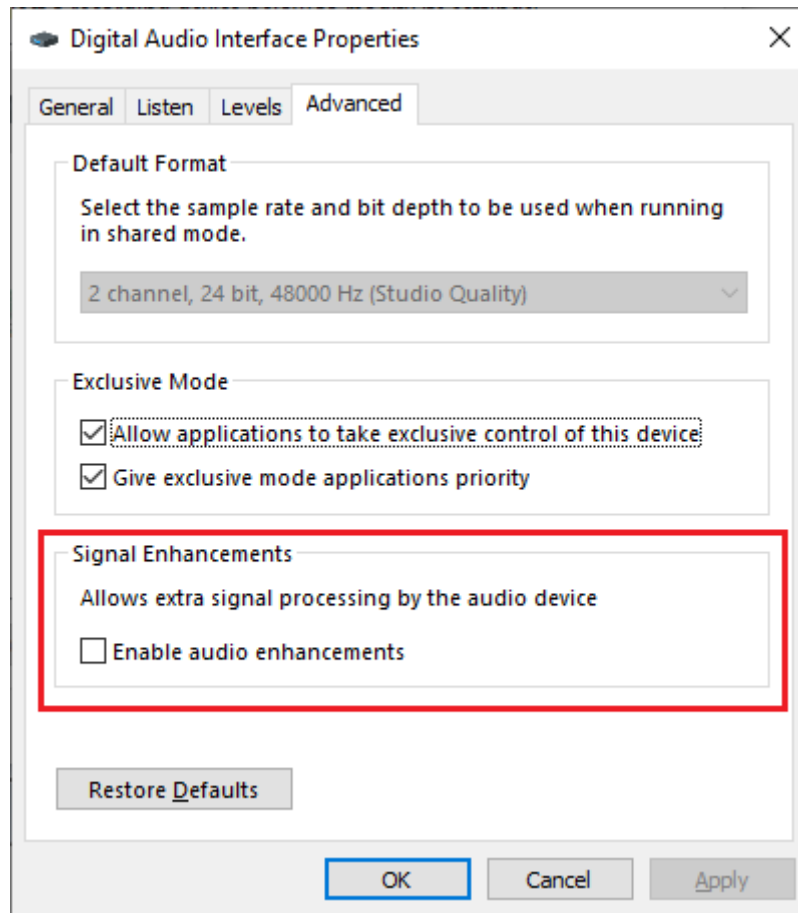 Digital Audio Interface Properties
General Listen Levels Advanced
Default Format
Select the sample rate and bit depth to be used when running
in shared mode.
2 channel, 24 bit, 48000 Hz (Studio Quality)
Exclusive Mode
Allow applications to take exclusive control of this device
Give exclusive mode applications priority
Signal Enhancements
Allows extra signal processing by the audio device
Enable audio enhancements
Restore Defaults
OK Cancel Apply